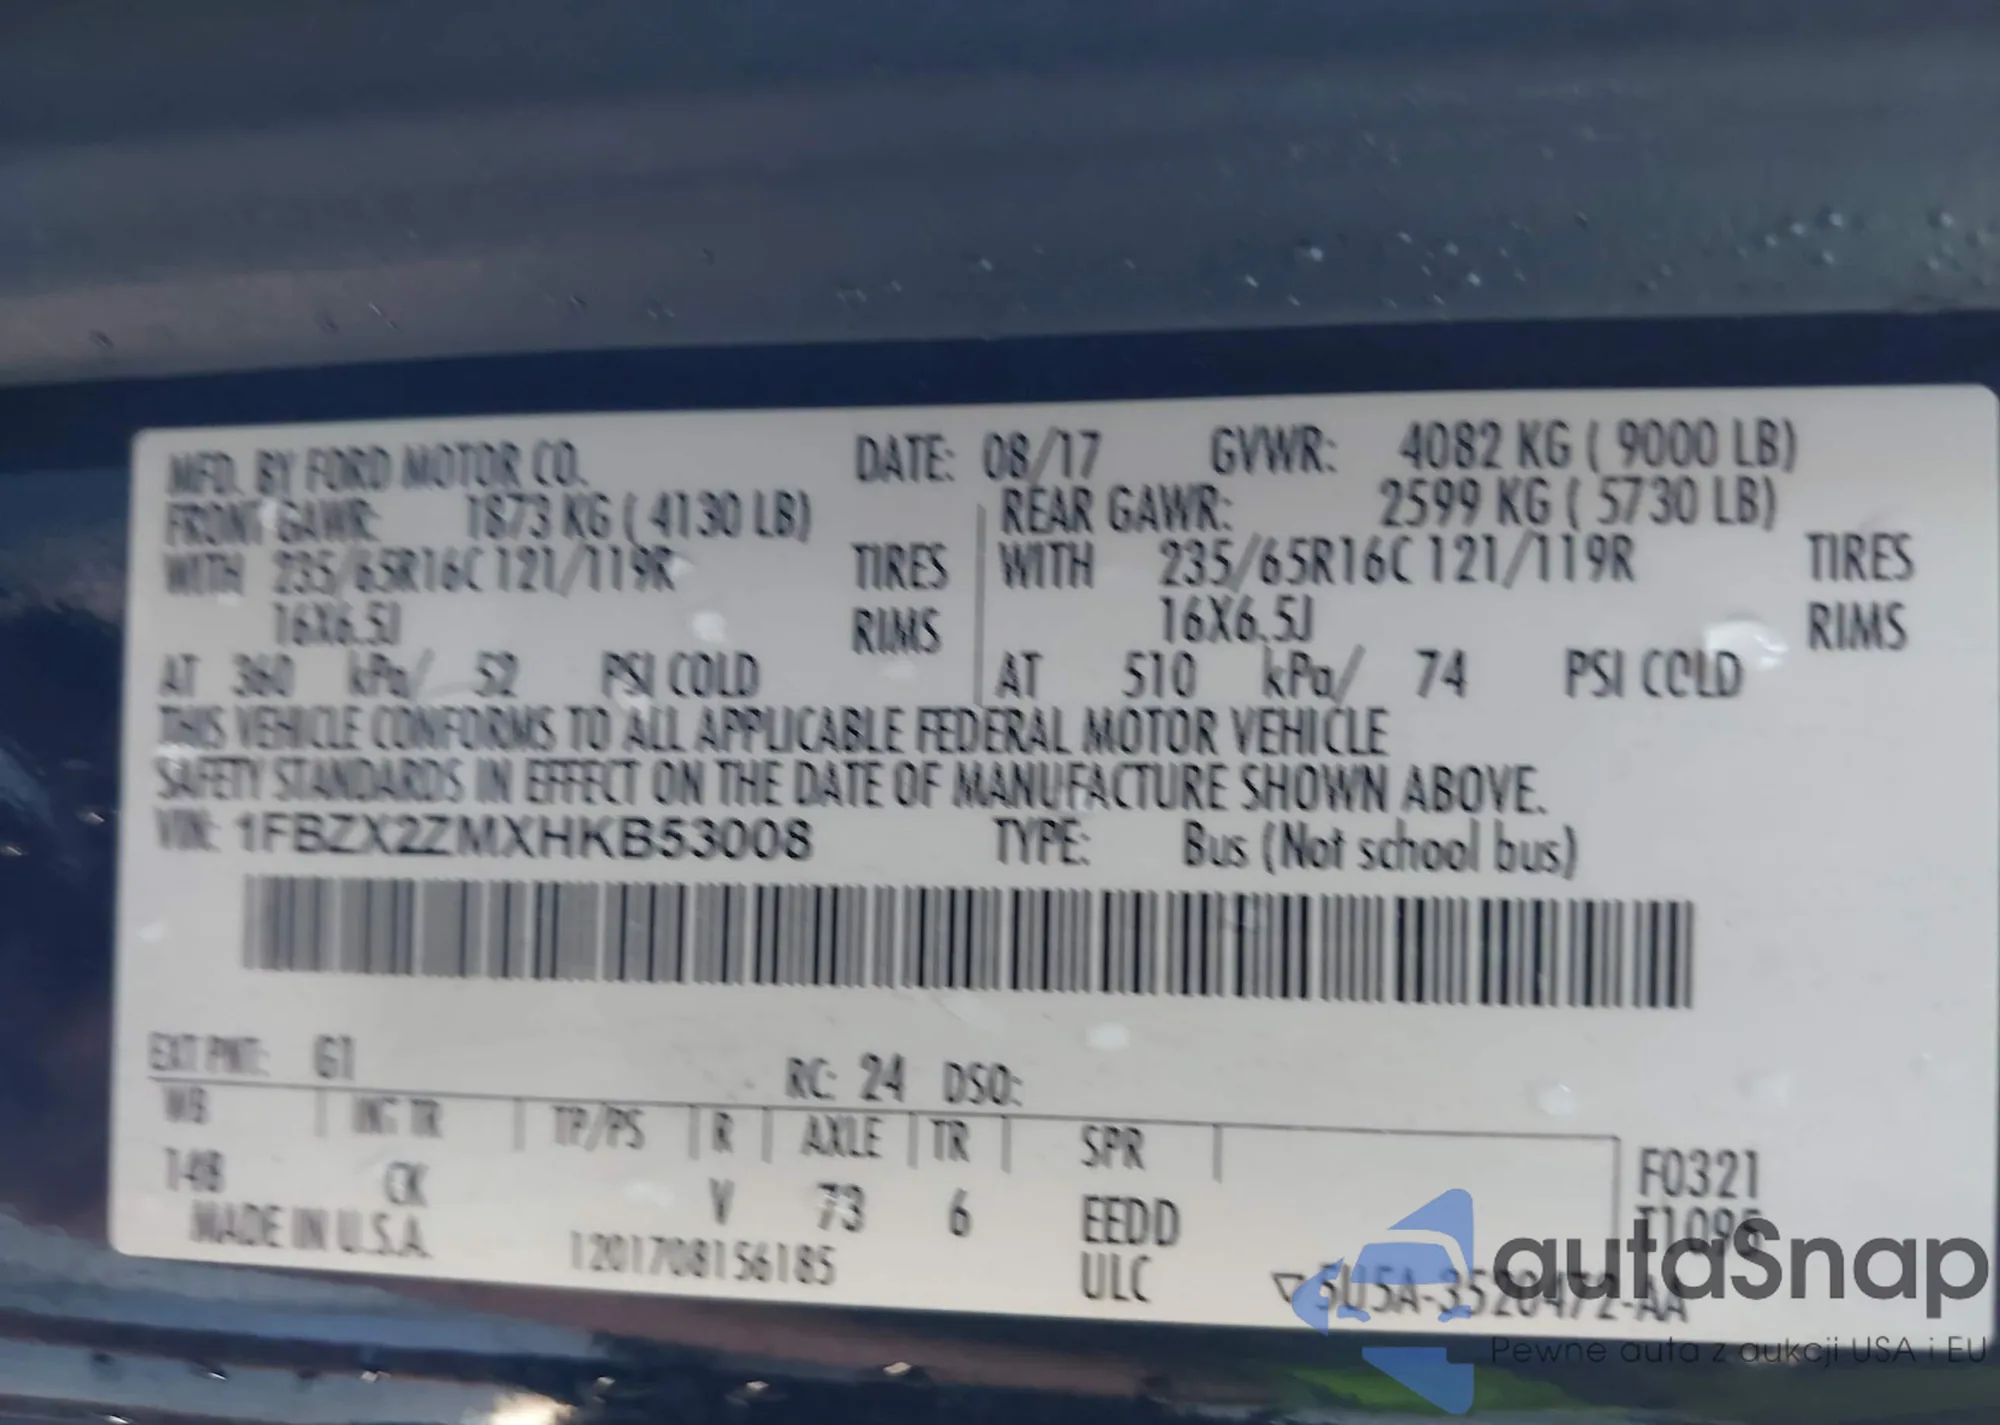 MFD. BY FORD MOTOR CO. DATE: 08/17 GVWR: 4082 KG ( 9000 LB)
FRONT GAWR: 1873 KG ( 4130 LB) REAR GAWR: 2599 KG ( 5730 LB)
WITH 235/65R16C 121/119R TIRES WITH 235/65R16C 121/119R TIRES
16X6.5J RIMS 16X6.5J RIMS
AT 360 kPa/ 52 PSI COLD AT 510 kPa/ 74 PSI COLD
THIS VEHICLE CONFORMS TO ALL APPLICABLE FEDERAL MOTOR VEHICLE
SAFETY STANDARDS IN EFFECT ON THE DATE OF MANUFACTURE SHOWN ABOVE.
VIN: 1FBZX2ZMXHKB53008 TYPE: Bus (Not school bus)
EXT PNT: G1 RC: 24 DSO:
WB INT TR TP/PS R AXLE TR SPR F0321
148 CK V 73 6 EEDD T1095
MADE IN U.S.A. 1201708156185 ULC 5U5A-3520472-AA
autaSnap
Pewne auta z aukcji USA i EU